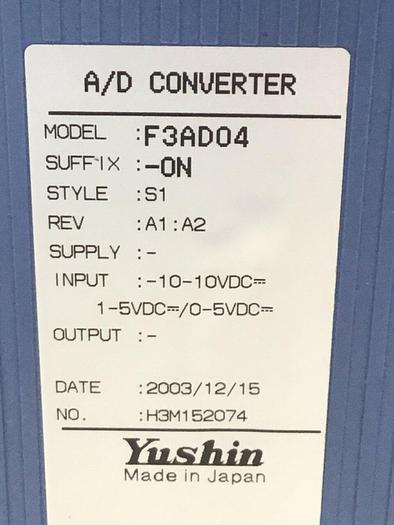 A/D CONVERTER
MODEL :F3AD04
SUFFIX :-0N
STYLE :S1
REV :A1:A2
SUPPLY :-
INPUT :-10-10VDC⎓
1-5VDC⎓/0-5VDC⎓
OUTPUT :-
DATE :2003/12/15
NO. :H3M152074
Yushin
Made in Japan